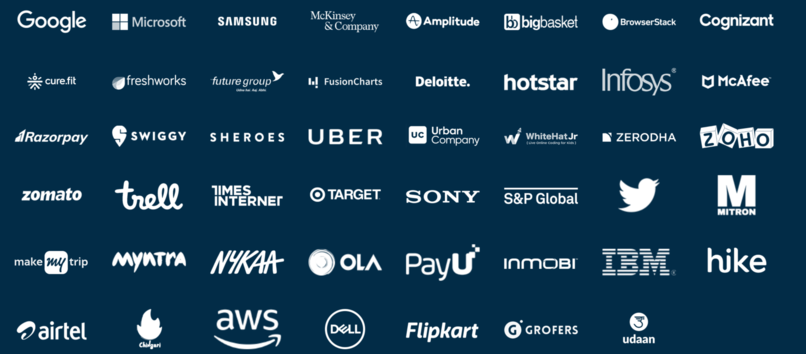 Google
Microsoft
SAMSUNG
McKinsey
& Company
Amplitude
bigbasket
BrowserStack
Cognizant
cure.fit
freshworks
future group
FusionCharts
Deloitte.
hotstar
Infosys®
McAfee
Razorpay
SWIGGY
SHEROES
UBER
UC Urban
Company
WhiteHat Jr
ZERODHA
ZOHO
zomato
trell
TIMES
INTERNET
TARGET
SONY
S&P Global
M
MITRON
make my trip
Myntra
NYKAA
OLA
PayU
INMOBI
IBM
hike
airtel
Chingari
aws
DELL
Flipkart
G GROFERS
udaan